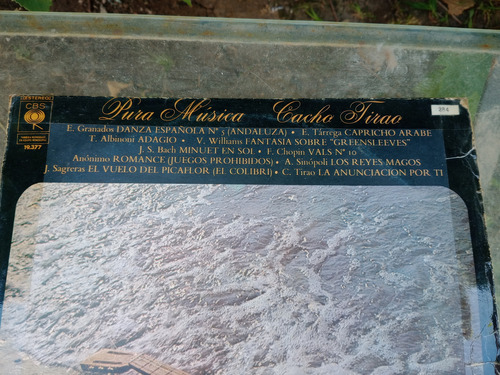 ESTEREO
CBS
19.377
Pura Música Cacho Tirao
E. Granados DANZA ESPAÑOLA Nº 5 (ANDALUZA) • E. Tárrega CAPRICHO ARABE
T. Albinoni ADAGIO • V. Williams FANTASIA SOBRE "GREENSLEEVES"
J. S. Bach MINUET EN SOL • F. Chopin VALS Nº 10
Anónimo ROMANCE (JUEGOS PROHIBIDOS) • A. Sinópoli LOS REYES MAGOS
J. Sagreras EL VUELO DEL PICAFLOR (EL COLIBRI) • C. Tirao LA ANUNCIACION POR TI